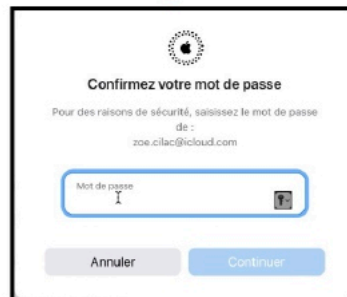 Confirmez votre mot de passe
Pour des raisons de sécurité, saisissez le mot de passe
de :
zoe.cilac@icloud.com
Mot de passe
Annuler
Continuer